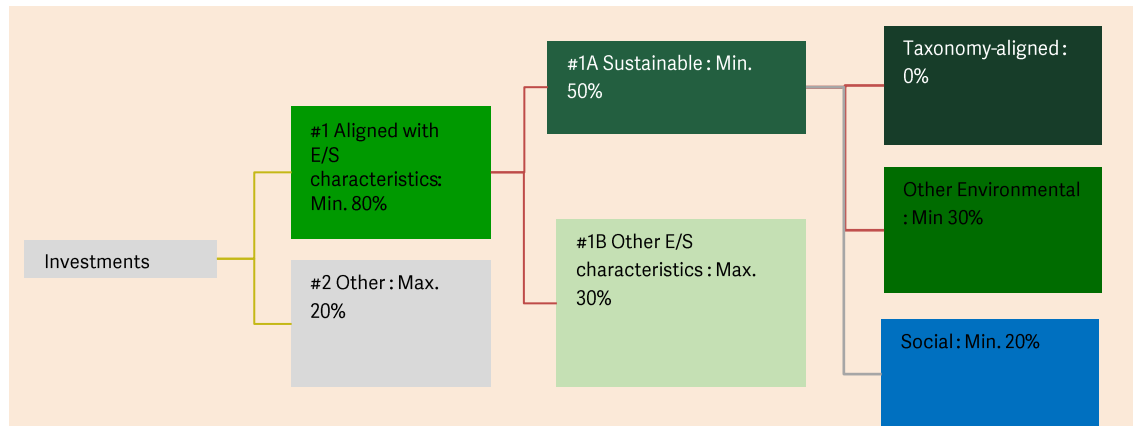 Investments
#1 Aligned with
E/S
characteristics:
Min. 80%
#2 Other : Max.
20%
#1A Sustainable : Min.
50%
#1B Other E/S
characteristics : Max.
30%
Taxonomy-aligned :
0%
Other Environmental
: Min 30%
Social : Min. 20%